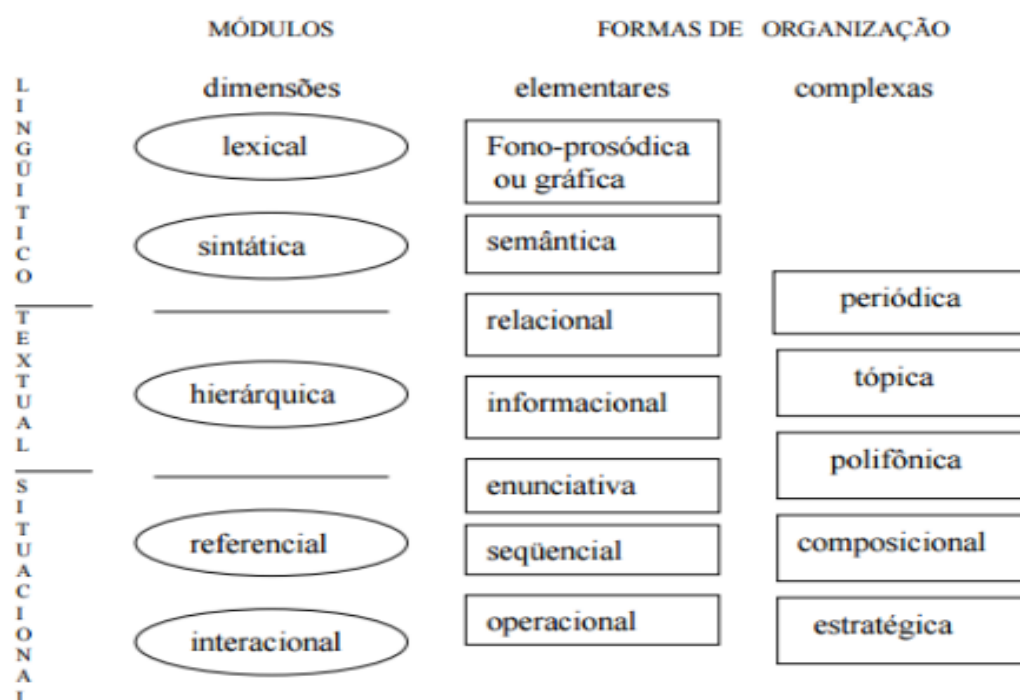 MÓDULOS FORMAS DE ORGANIZAÇÃO
dimensões elementares complexas
LINGÜITICO
lexical
Fono-prosódica
ou gráfica
sintática
semântica
periódica
TEXTUAL
relacional
tópica
hierárquica
informacional
polifônica
SITUACIONAL
enunciativa
referencial
seqüencial
composicional
interacional
operacional
estratégica